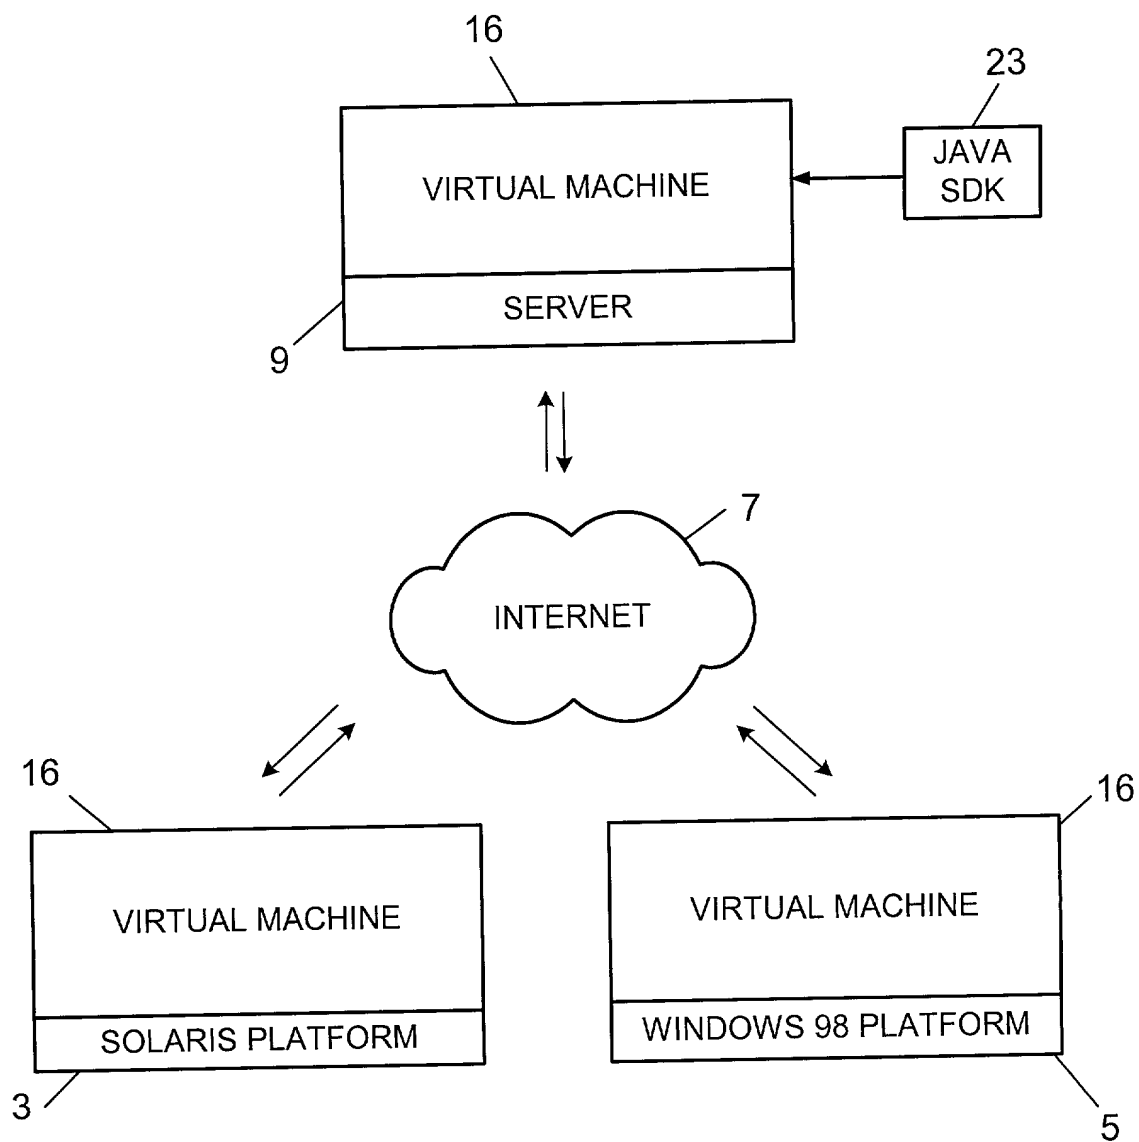 16
23
JAVA
SDK
VIRTUAL MACHINE
SERVER
9
7
INTERNET
16
16
VIRTUAL MACHINE
VIRTUAL MACHINE
SOLARIS PLATFORM
WINDOWS 98 PLATFORM
3
5